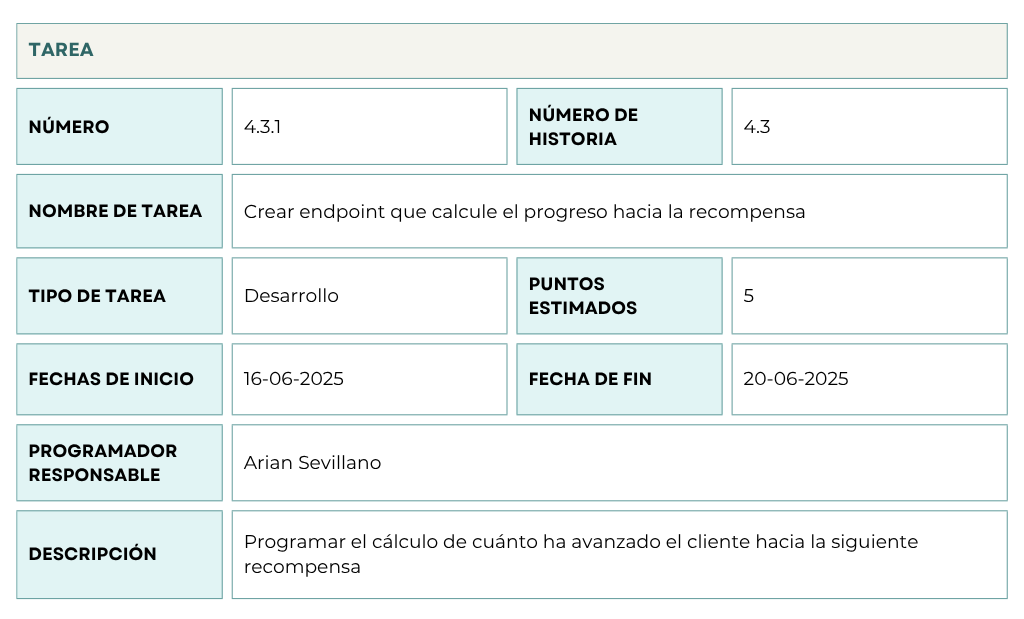 TAREA
NÚMERO
4.3.1
NÚMERO DE
HISTORIA
4.3
NOMBRE DE TAREA
Crear endpoint que calcule el progreso hacia la recompensa
TIPO DE TAREA
Desarrollo
PUNTOS
ESTIMADOS
5
FECHAS DE INICIO
16-06-2025
FECHA DE FIN
20-06-2025
PROGRAMADOR
RESPONSABLE
Arian Sevillano
DESCRIPCIÓN
Programar el cálculo de cuánto ha avanzado el cliente hacia la siguiente
recompensa